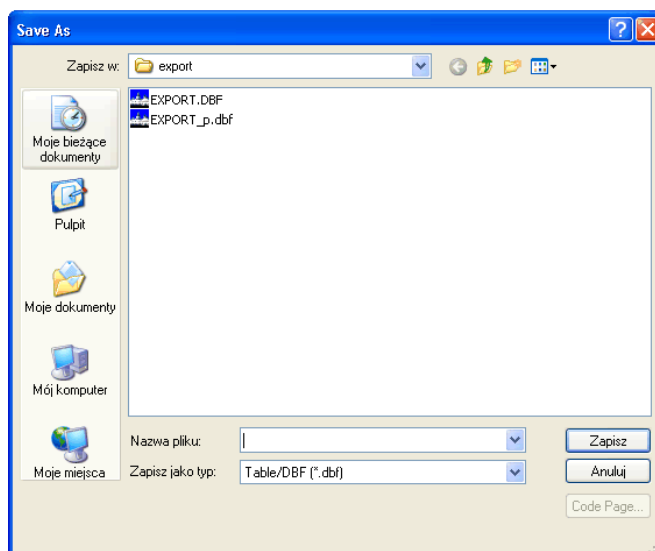 Save As
Zapisz w:
export
EXPORT.DBF
EXPORT_p.dbf
Moje bieżące
dokumenty
Pulpit
Moje dokumenty
Mój komputer
Moje miejsca
Nazwa pliku:
Zapisz
Zapisz jako typ:
Table/DBF (*.dbf)
Anuluj
Code Page...